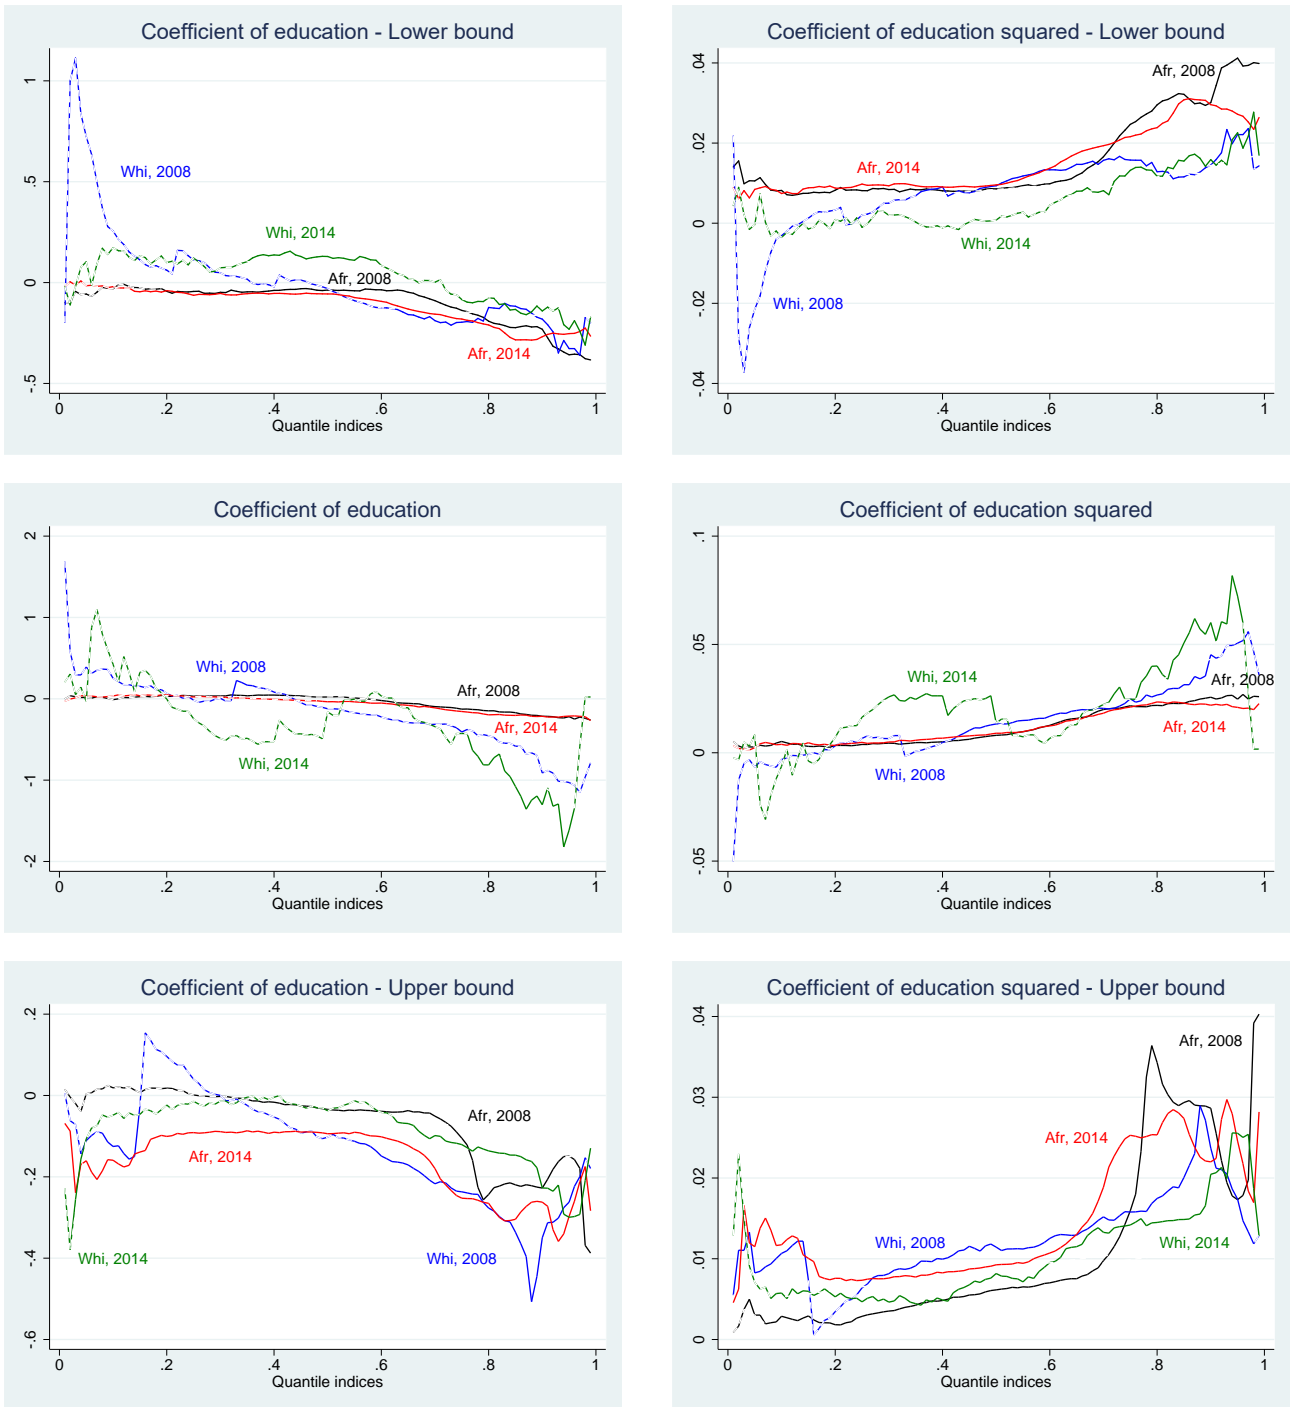 Coefficient of education - Lower bound
1
.5
0
-.5
Whi, 2008
Whi, 2014
Afr, 2008
Afr, 2014
0 .2 .4 .6 .8 1
Quantile indices
Coefficient of education squared - Lower bound
.04
.02
0
-.02
-.04
Afr, 2008
Afr, 2014
Whi, 2014
Whi, 2008
0 .2 .4 .6 .8 1
Quantile indices
Coefficient of education
2
1
0
-1
-2
Whi, 2008
Afr, 2008
Afr, 2014
Whi, 2014
0 .2 .4 .6 .8 1
Quantile indices
Coefficient of education squared
.1
.05
0
-.05
Whi, 2014
Afr, 2008
Afr, 2014
Whi, 2008
0 .2 .4 .6 .8 1
Quantile indices
Coefficient of education - Upper bound
.2
0
-.2
-.4
-.6
Afr, 2008
Afr, 2014
Whi, 2014
Whi, 2008
0 .2 .4 .6 .8 1
Quantile indices
Coefficient of education squared - Upper bound
.04
.03
.02
.01
0
Afr, 2008
Afr, 2014
Whi, 2008
Whi, 2014
0 .2 .4 .6 .8 1
Quantile indices